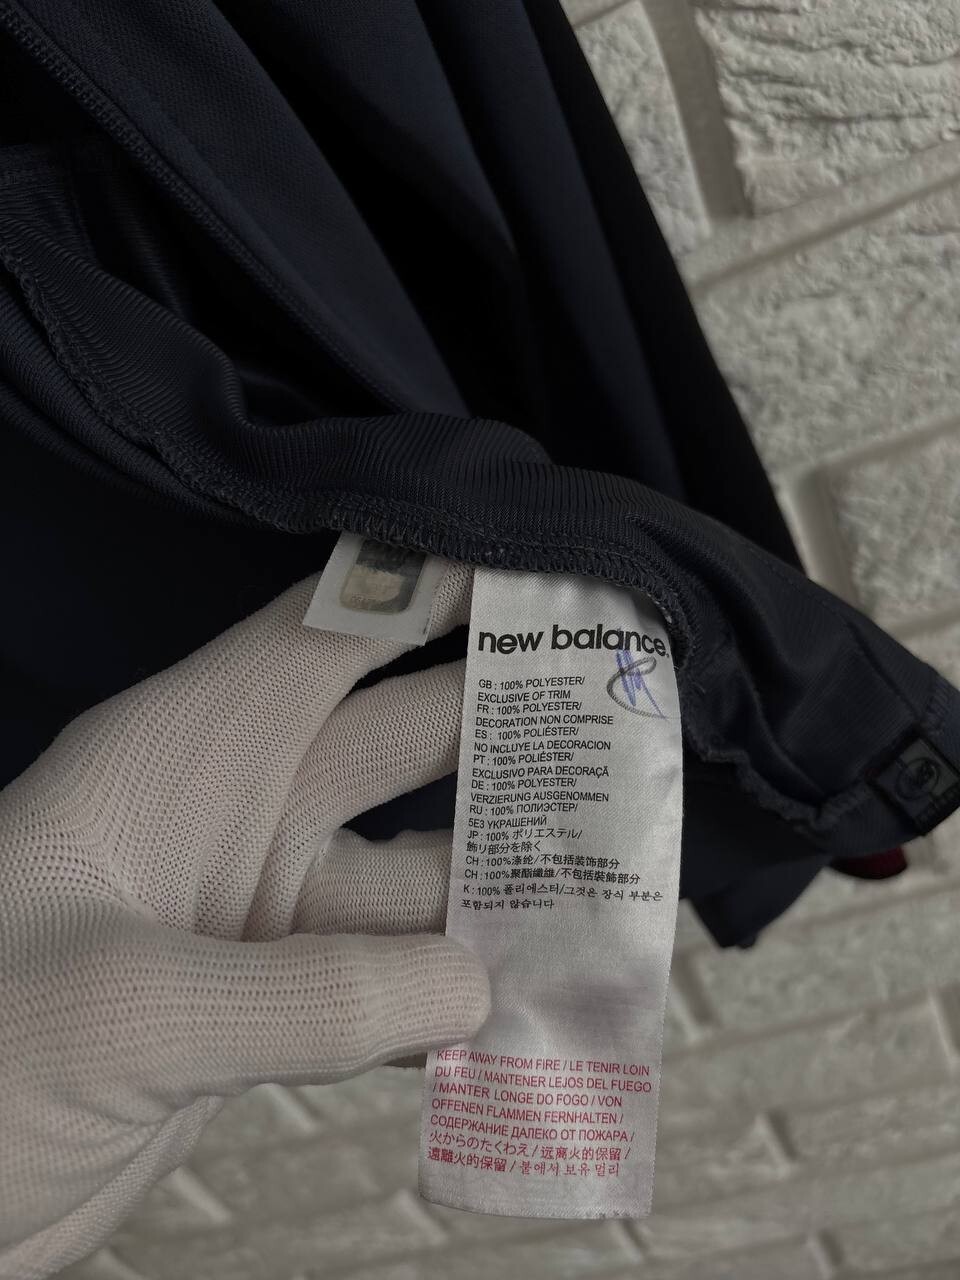 new balance.
GB : 100% POLYESTER/
EXCLUSIVE OF TRIM
FR : 100% POLYESTER/
DECORATION NON COMPRISE
ES : 100% POLIÉSTER/
NO INCLUYE LA DECORACION
PT : 100% POLIÉSTER/
EXCLUSIVO PARA DECORAÇÃ
DE : 100% POLYESTER/
VERZIERUNG AUSGENOMMEN
RU : 100% ПОЛИЭСТЕР/
5E3 УКРАШЕНИЙ
JP : 100% ポリエステル/
飾り部分を除く
CH : 100%涤纶/不包括装饰部分
CH : 100%聚酯纖維/不包括裝飾部分
K : 100% 폴리에스터/그것은 장식 부분은
포함되지 않습니다
KEEP AWAY FROM FIRE / LE TENIR LOIN
DU FEU / MANTENER LEJOS DEL FUEGO
/ MANTER LONGE DO FOGO / VON
OFFENEN FLAMMEN FERNHALTEN /
СОДЕРЖАНИЕ ДАЛЕКО ОТ ПОЖАРА /
火からのたくわえ / 远离火的保留 /
遠離火的保留 / 불에서 보유 멀리